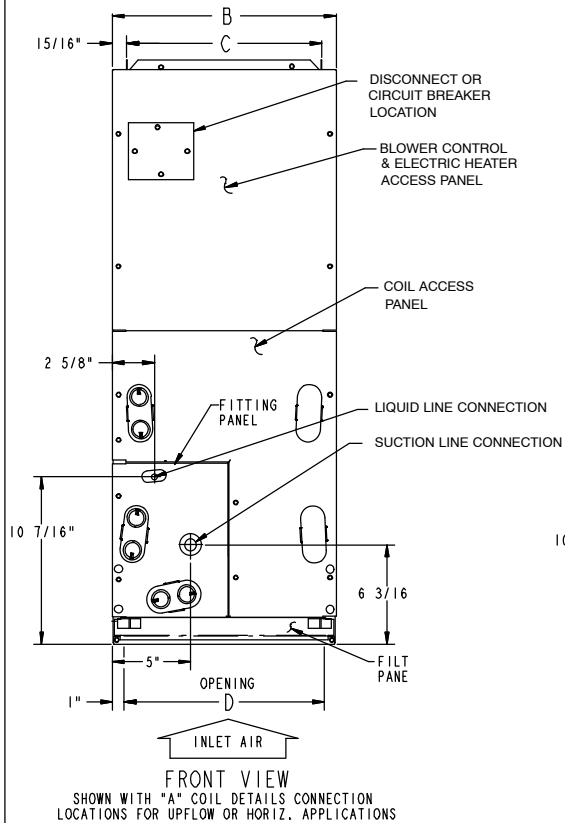 B
15/16"
C
DISCONNECT OR
CIRCUIT BREAKER
LOCATION
BLOWER CONTROL
& ELECTRIC HEATER
ACCESS PANEL
COIL ACCESS
PANEL
2 5/8"
FITTING
PANEL
LIQUID LINE CONNECTION
SUCTION LINE CONNECTION
10 7/16"
10
6 3/16
5"
FILT
PANE
OPENING
1"
D
INLET AIR
FRONT VIEW
SHOWN WITH "A" COIL DETAILS CONNECTION
LOCATIONS FOR UPFLOW OR HORIZ. APPLICATIONS